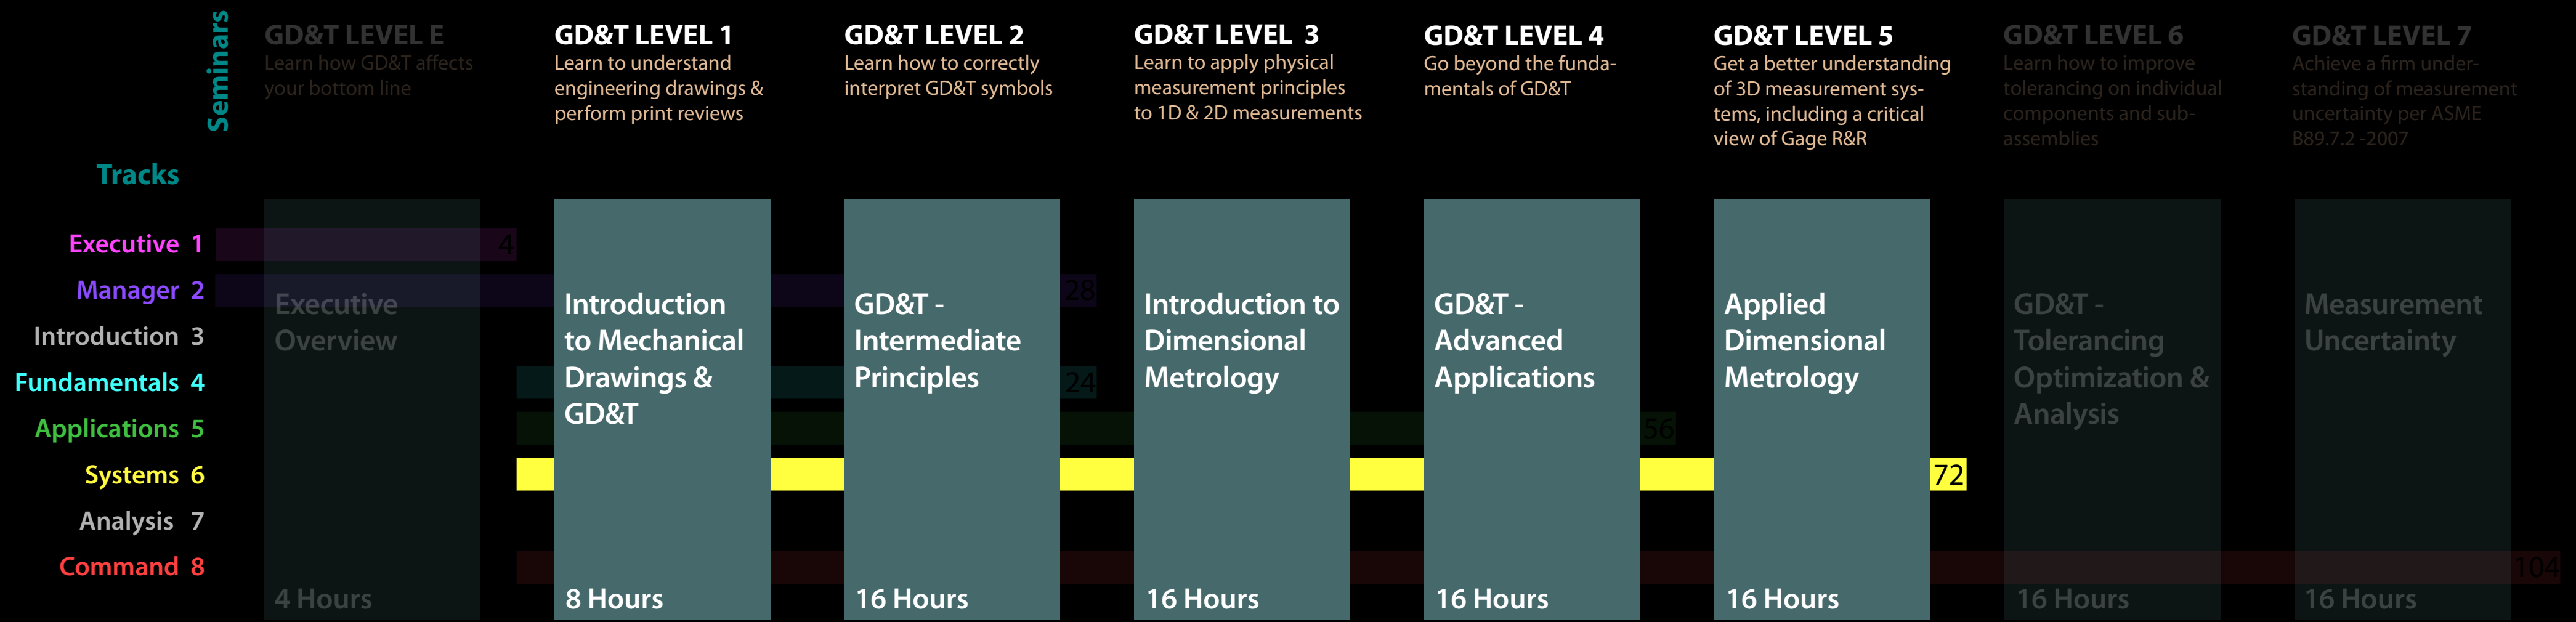 Seminars
GD&T LEVEL E
Learn how GD&T affects
your bottom line
GD&T LEVEL 1
Learn to understand
engineering drawings &
perform print reviews
GD&T LEVEL 2
Learn how to correctly
interpret GD&T symbols
GD&T LEVEL 3
Learn to apply physical
measurement principles
to 1D & 2D measurements
GD&T LEVEL 4
Go beyond the funda-
mentals of GD&T
GD&T LEVEL 5
Get a better understanding
of 3D measurement sys-
tems, including a critical
view of Gage R&R
GD&T LEVEL 6
Learn how to improve
tolerancing on individual
components and sub-
assemblies
GD&T LEVEL 7
Achieve a firm under-
standing of measurement
uncertainty per ASME
B89.7.2 -2007
Tracks
Executive 1
Manager 2
Introduction 3
Fundamentals 4
Applications 5
Systems 6
Analysis 7
Command 8
4
28
24
56
72
104
Executive
Overview
4 Hours
Introduction
to Mechanical
Drawings &
GD&T
8 Hours
GD&T -
Intermediate
Principles
16 Hours
Introduction to
Dimensional
Metrology
16 Hours
GD&T -
Advanced
Applications
16 Hours
Applied
Dimensional
Metrology
16 Hours
GD&T -
Tolerancing
Optimization &
Analysis
16 Hours
Measurement
Uncertainty
16 Hours